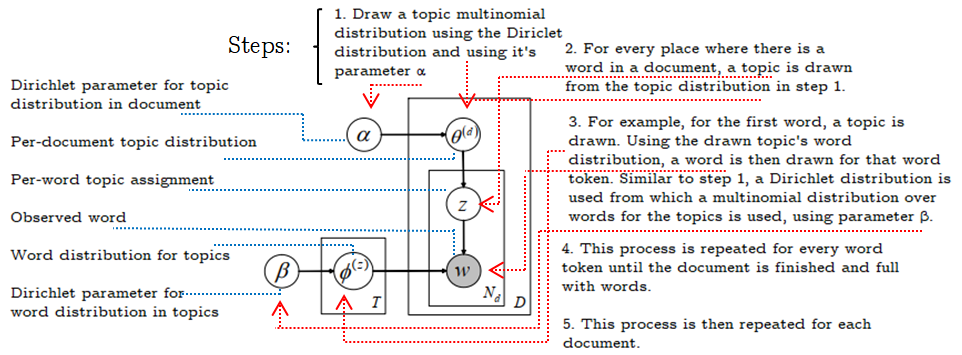 Steps:
1. Draw a topic multinomial
distribution using the Diriclet
distribution and using it's
parameter α
2. For every place where there is a
word in a document, a topic is drawn
from the topic distribution in step 1.
3. For example, for the first word, a topic is
drawn. Using the drawn topic's word
distribution, a word is then drawn for that word
token. Similar to step 1, a Dirichlet distribution is
used from which a multinomial distribution over
words for the topics is used, using parameter β.
4. This process is repeated for every word
token until the document is finished and full
with words.
5. This process is then repeated for each
document.
Dirichlet parameter for topic
distribution in document
Per-document topic distribution
Per-word topic assignment
Observed word
Word distribution for topics
Dirichlet parameter for
word distribution in topics
α
θ(d)
z
β
ϕ(z)
w
T
Nd
D